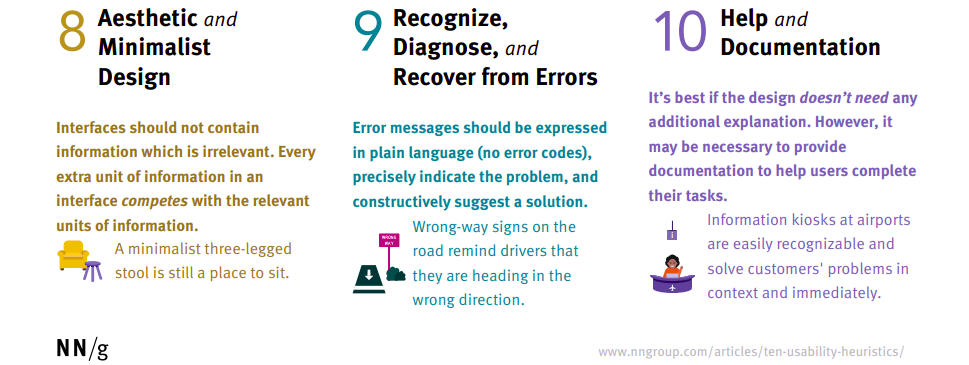 8 Aesthetic and
Minimalist
Design
Interfaces should not contain
information which is irrelevant. Every
extra unit of information in an
interface competes with the relevant
units of information.
A minimalist three-legged
stool is still a place to sit.
9 Recognize,
Diagnose, and
Recover from Errors
Error messages should be expressed
in plain language (no error codes),
precisely indicate the problem, and
constructively suggest a solution.
WRONG
WAY
Wrong-way signs on the
road remind drivers that
they are heading in the
wrong direction.
10 Help and
Documentation
It’s best if the design doesn’t need any
additional explanation. However, it
may be necessary to provide
documentation to help users complete
their tasks.
i
Information kiosks at airports
are easily recognizable and
solve customers' problems in
context and immediately.
NN/g
www.nngroup.com/articles/ten-usability-heuristics/